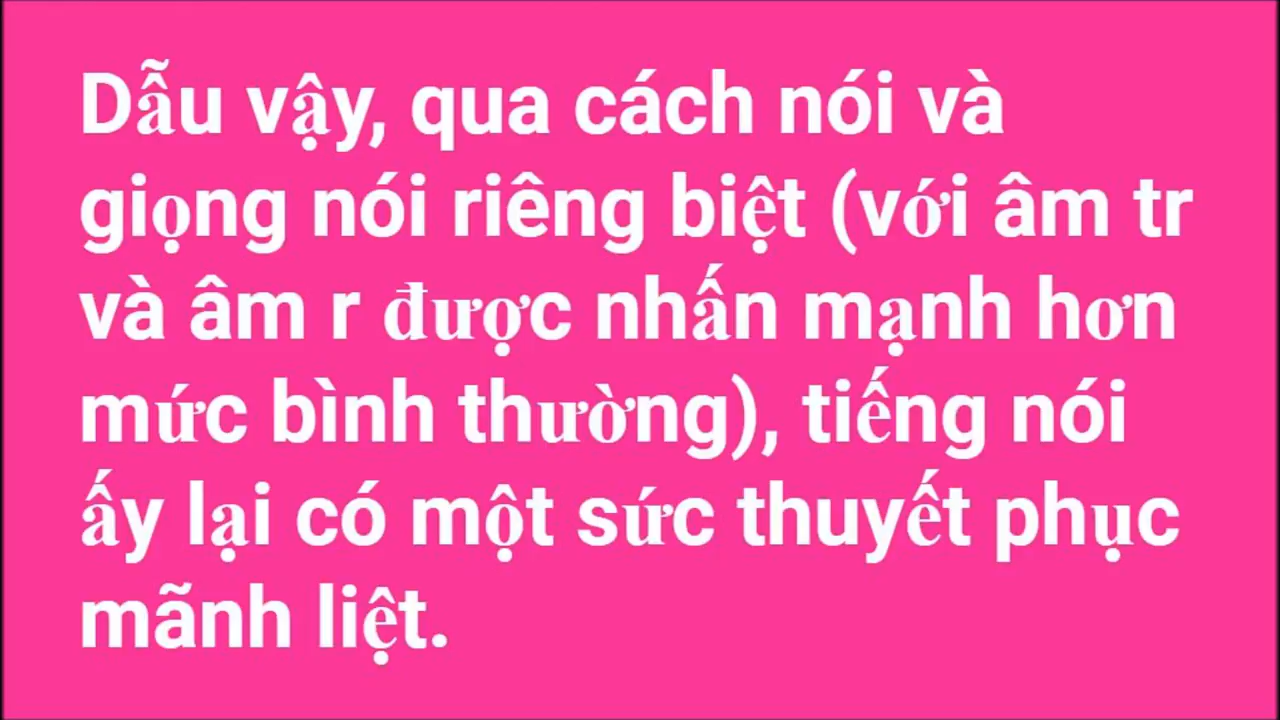 Dẫu vậy, qua cách nói và
giọng nói riêng biệt (với âm tr
và âm r được nhấn mạnh hơn
mức bình thường), tiếng nói
ấy lại có một sức thuyết phục
mãnh liệt.